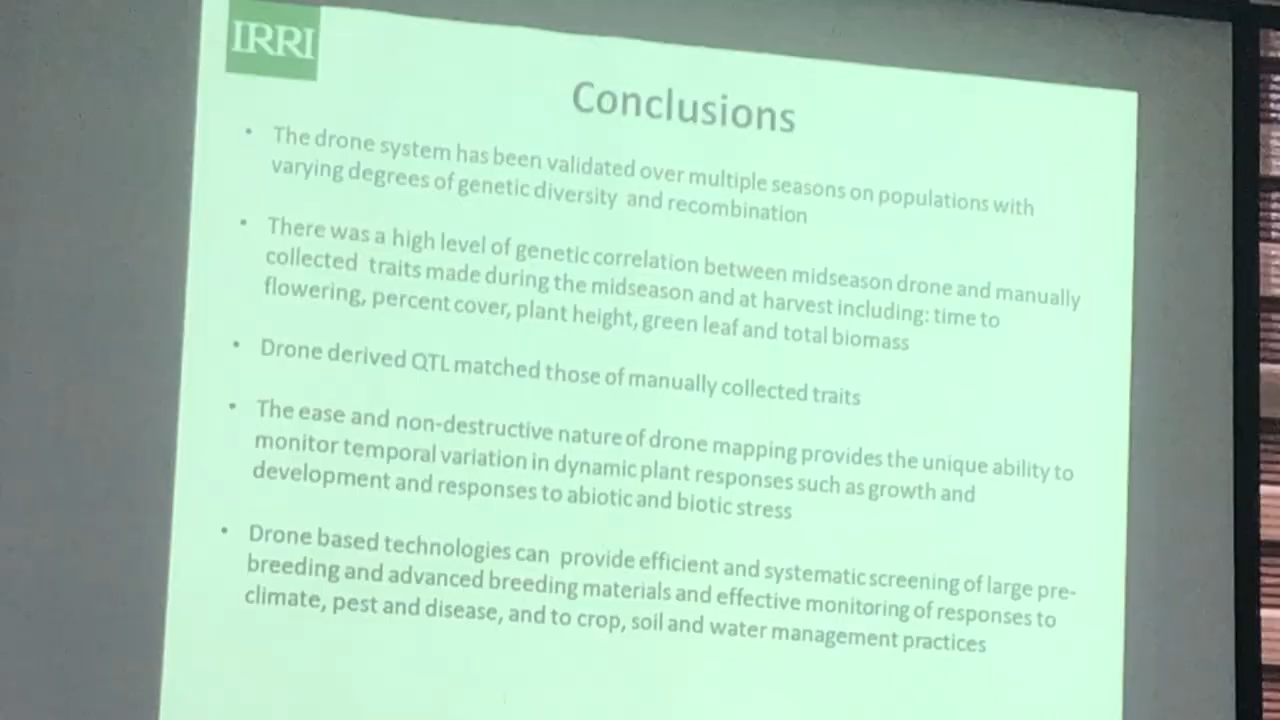 IRRI
Conclusions
• The drone system has been validated over multiple seasons on populations with
varying degrees of genetic diversity and recombination
• There was a high level of genetic correlation between midseason drone and manually
collected traits made during the midseason and at harvest including: time to
flowering, percent cover, plant height, green leaf and total biomass
• Drone derived QTL matched those of manually collected traits
• The ease and non-destructive nature of drone mapping provides the unique ability to
monitor temporal variation in dynamic plant responses such as growth and
development and responses to abiotic and biotic stress
• Drone based technologies can provide efficient and systematic screening of large pre-
breeding and advanced breeding materials and effective monitoring of responses to
climate, pest and disease, and to crop, soil and water management practices